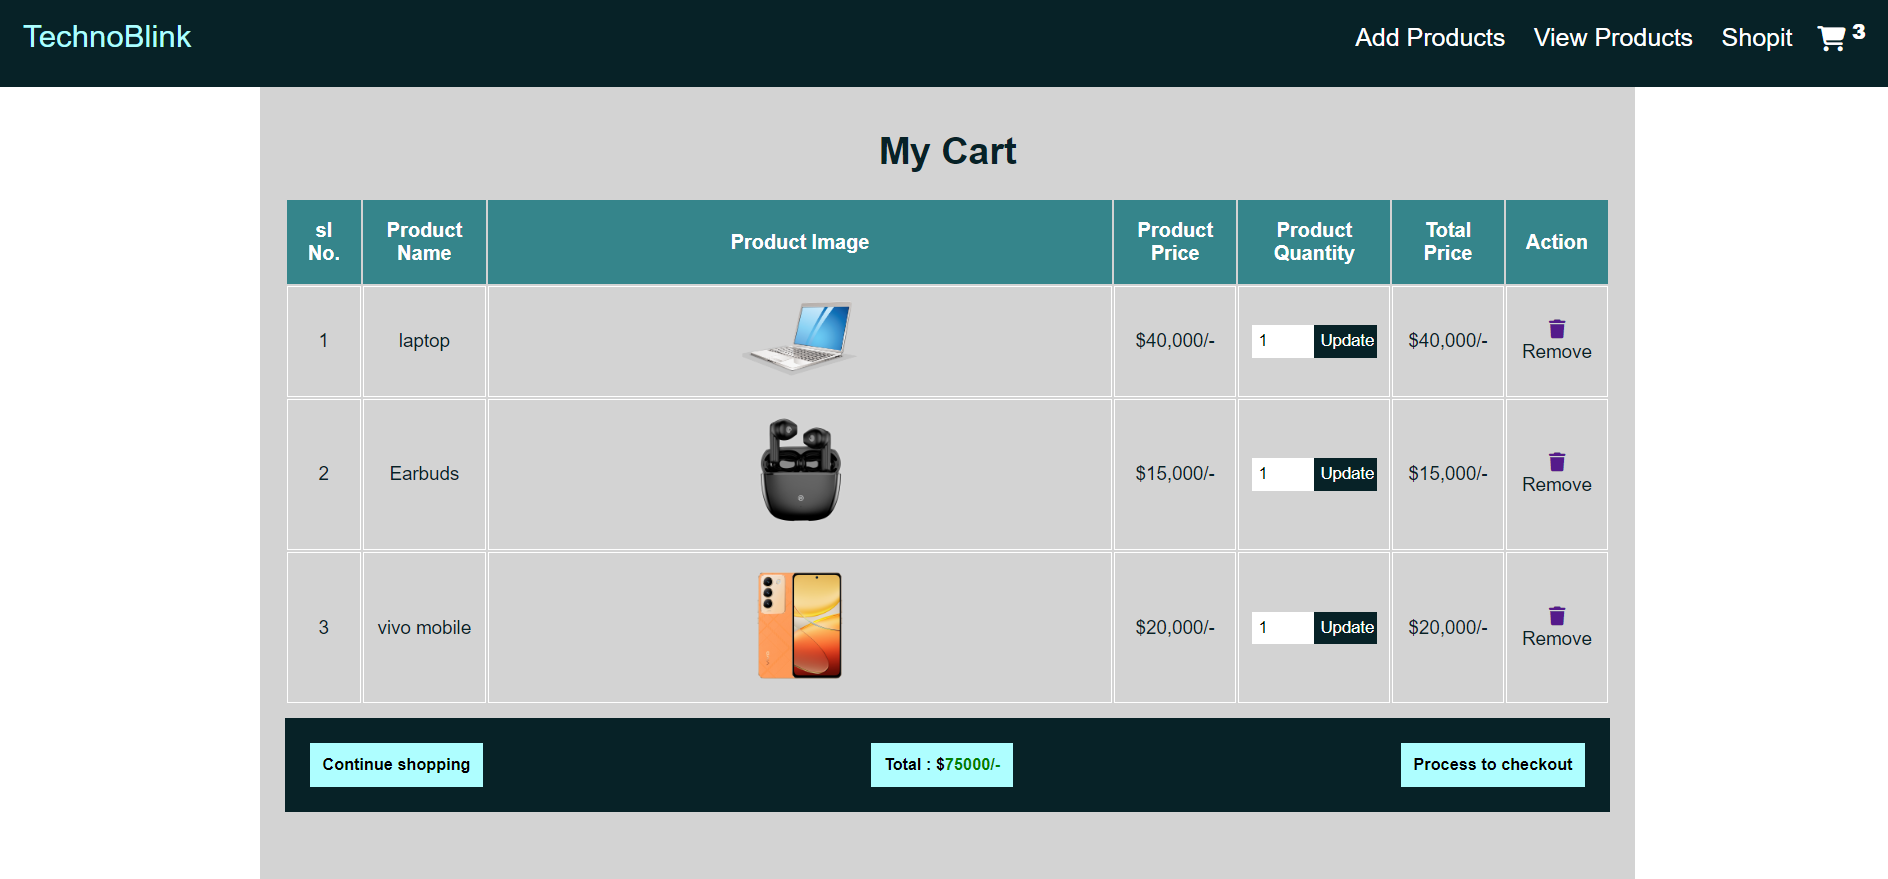 TechnoBlink
Add Products View Products Shopit 3
My Cart
sl No. Product Name Product Image Product Price Product Quantity Total Price Action
1 laptop $40,000/- 1 Update $40,000/- Remove
2 Earbuds $15,000/- 1 Update $15,000/- Remove
3 vivo mobile $20,000/- 1 Update $20,000/- Remove
Continue shopping Total : $75000/- Process to checkout